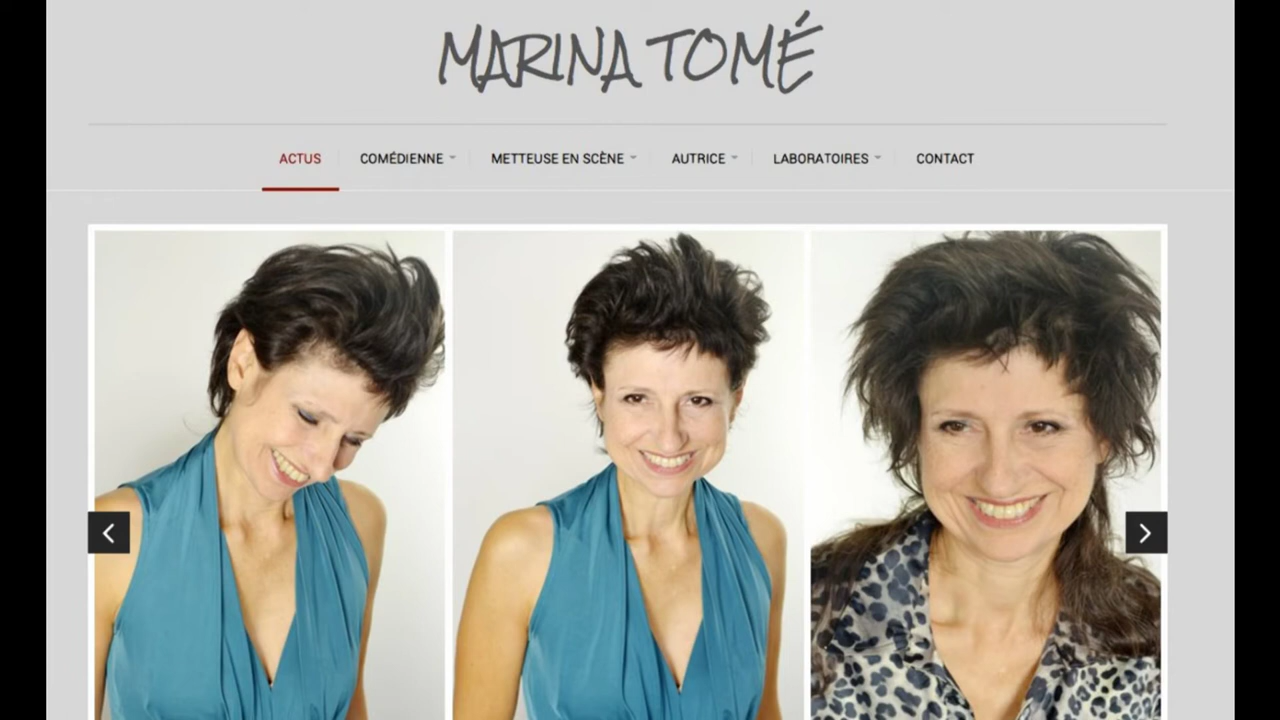 MARINA TOMÉ
ACTUS COMÉDIENNE METTEUSE EN SCÈNE AUTRICE LABORATOIRES CONTACT